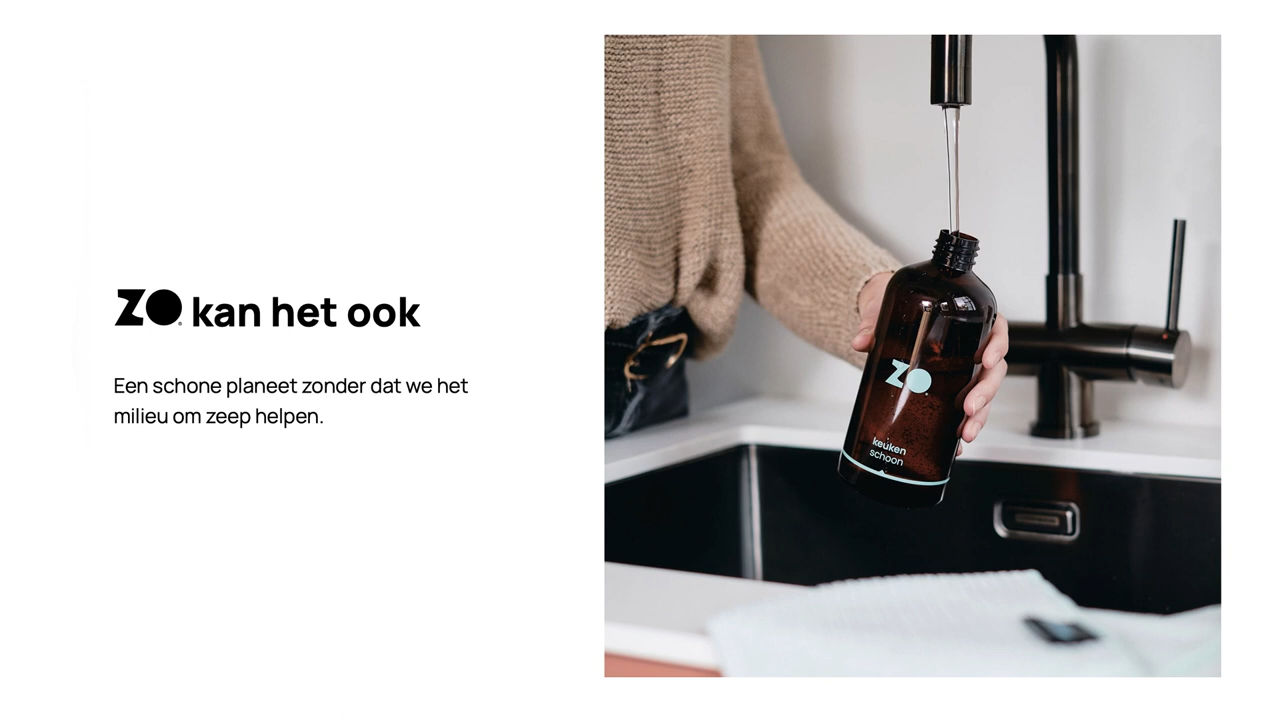 ZO kan het ook
Een schone planeet zonder dat we het
milieu om zeep helpen.
ZO
keuken
schoon